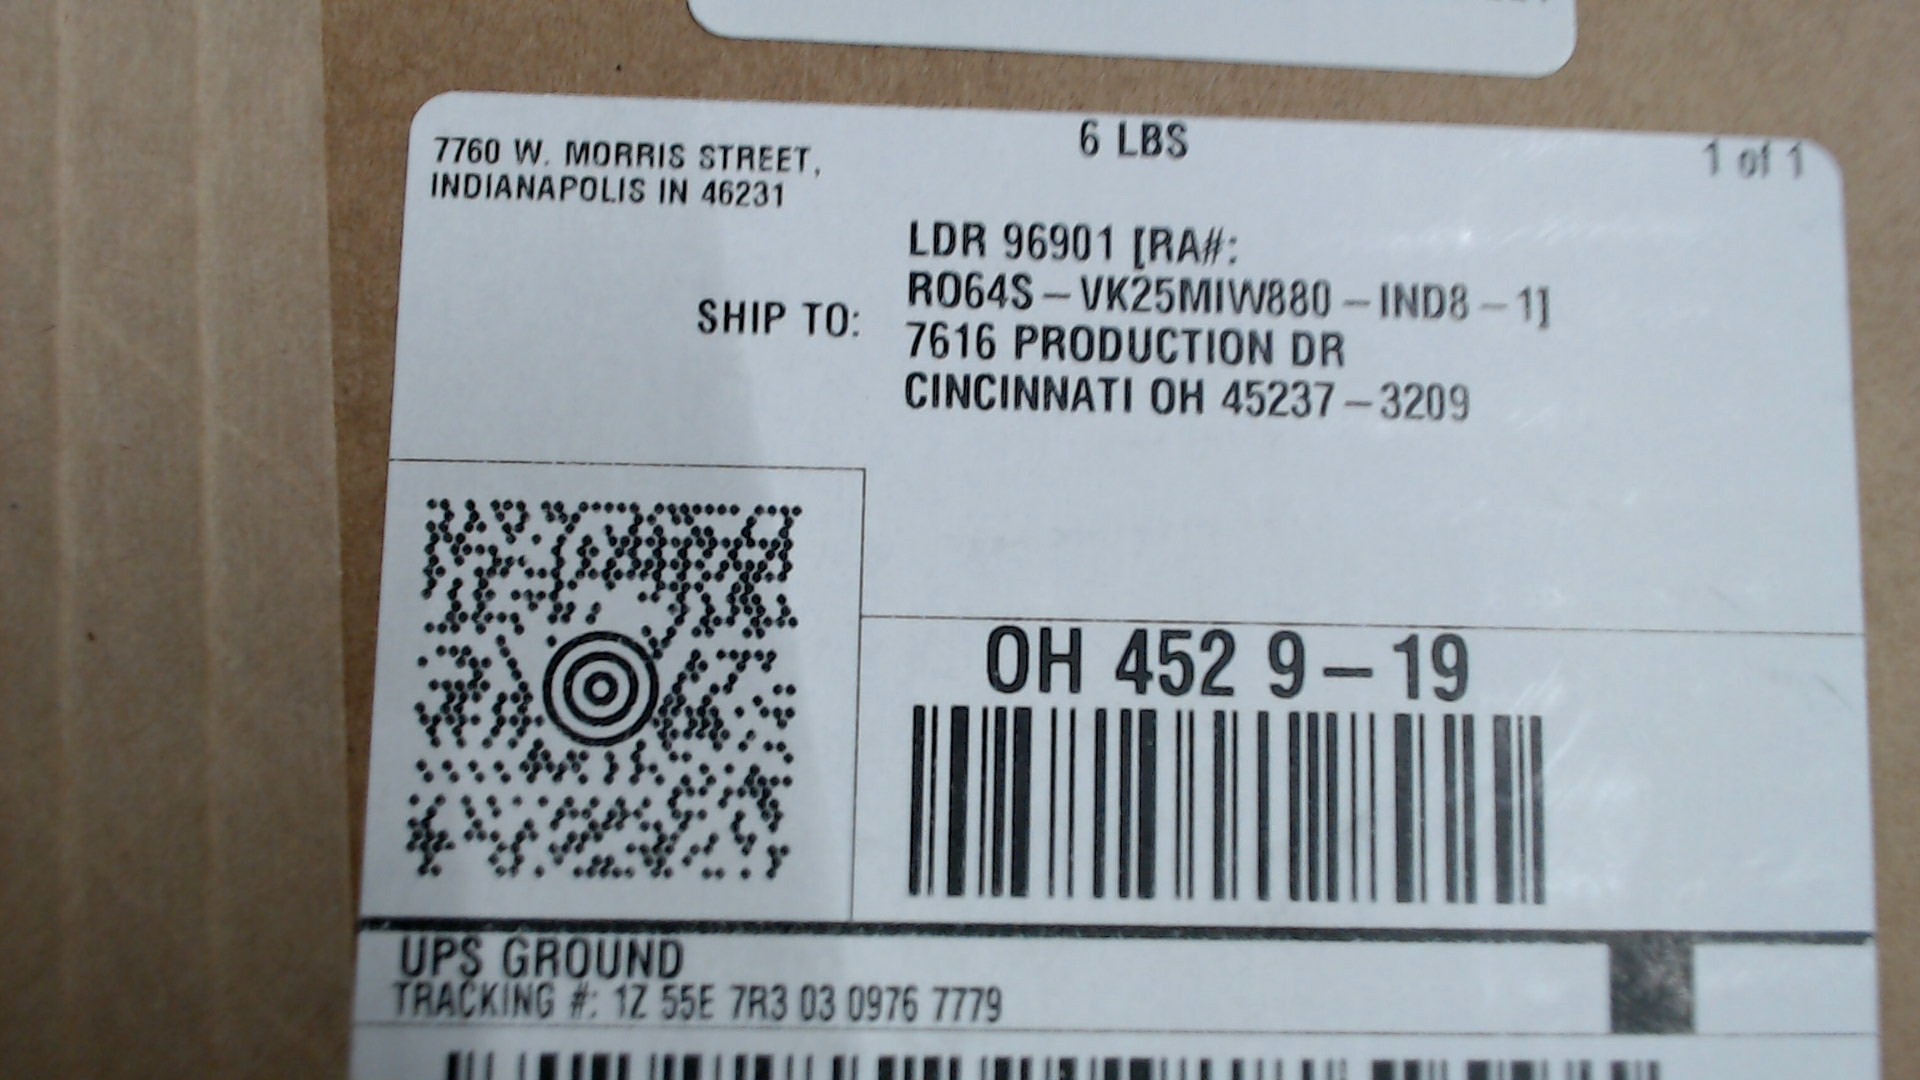 7760 W. MORRIS STREET,
INDIANAPOLIS IN 46231
6 LBS
1 of 1
SHIP TO:
LDR 96901 [RA#:
RO64S-VK25MIW880-IND8-1]
7616 PRODUCTION DR
CINCINNATI OH 45237-3209
OH 452 9-19
UPS GROUND
TRACKING #: 1Z 55E 7R3 03 0976 7779